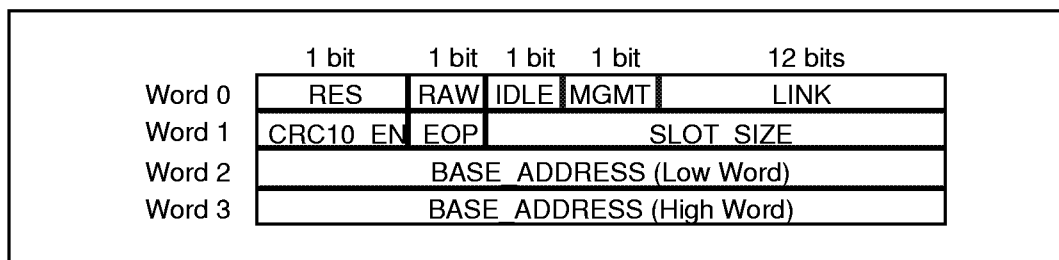 1 bit 1 bit 1 bit 1 bit 12 bits
Word 0 RES RAW IDLE MGMT LINK
Word 1 CRC10_EN EOP SLOT_SIZE
Word 2 BASE_ADDRESS (Low Word)
Word 3 BASE_ADDRESS (High Word)